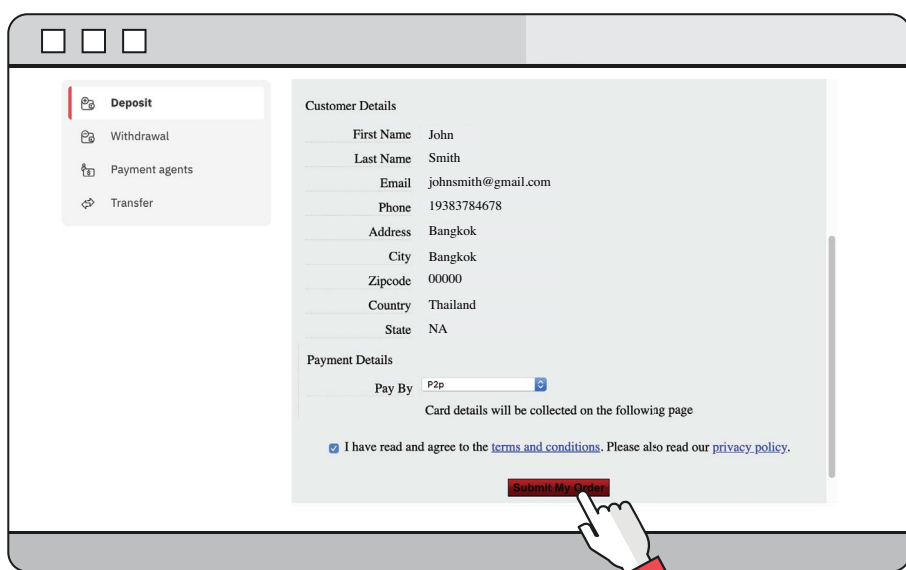 Deposit
Withdrawal
Payment agents
Transfer
Customer Details
First Name John
Last Name Smith
Email johnsmith@gmail.com
Phone 19383784678
Address Bangkok
City Bangkok
Zipcode 00000
Country Thailand
State NA
Payment Details
Pay By P2p
Card details will be collected on the following page
I have read and agree to the terms and conditions. Please also read our privacy policy.
Submit My Order